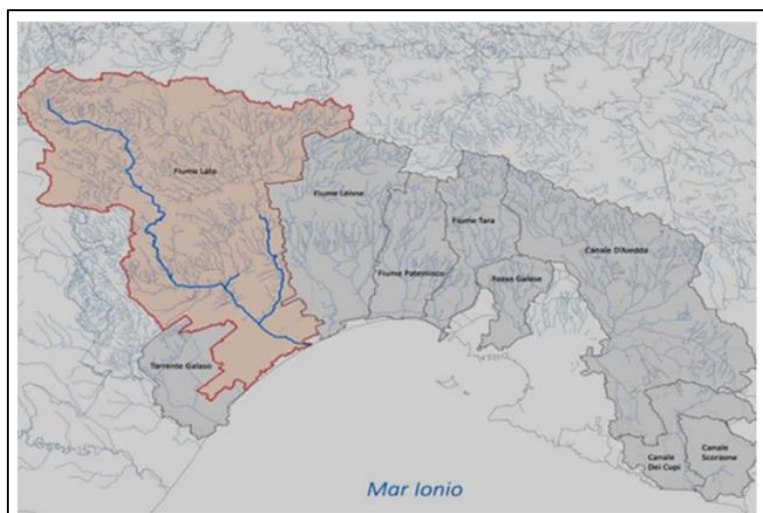 Fiume Lato
Fiume Lenne
Fiume Tara
Canale D'Aiedda
Fiume Patemisco
Fosso Galese
Torrente Galaso
Canale
Dei Cupi
Canale
Scorzone
Mar Ionio